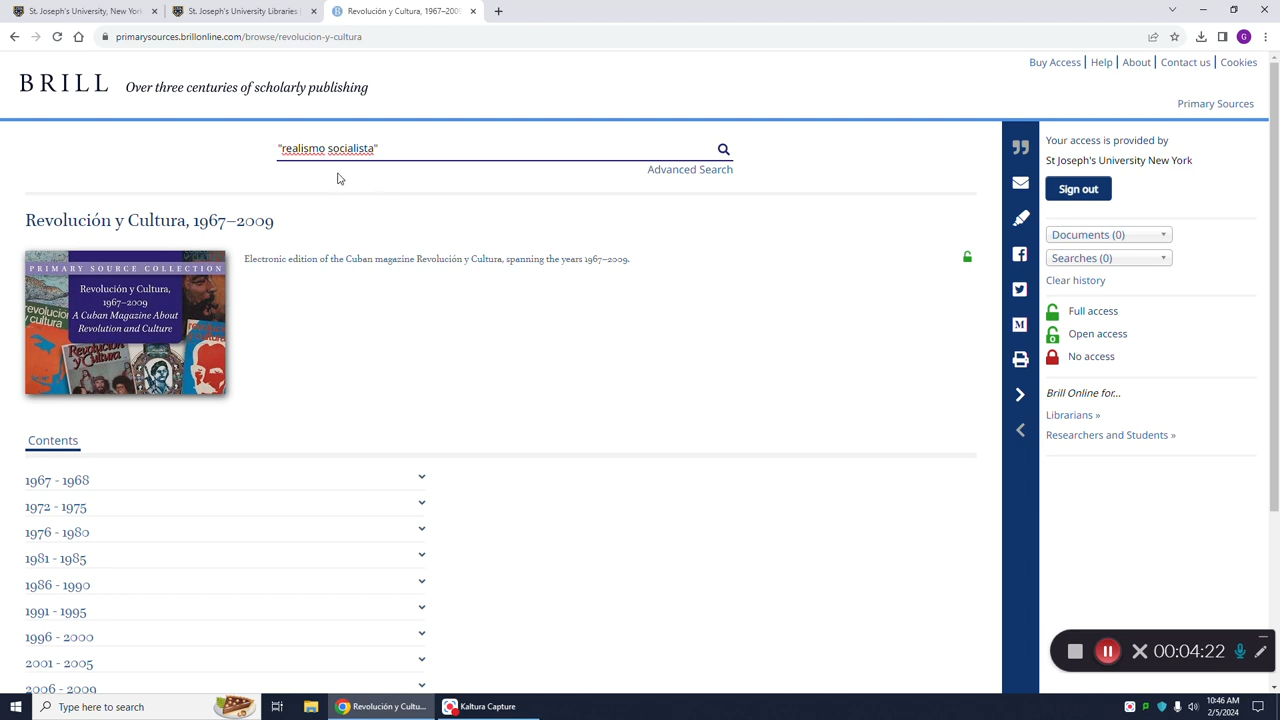 St. Joseph's University, New York
St. Joseph's University Libraries |
Revolución y Cultura, 1967–2009
primarysources.brillonline.com/browse/revolucion-y-cultura
G
Buy Access
Help
About
Contact us
Cookies
BRILL
Over three centuries of scholarly publishing
Primary Sources
"realismo socialista"
Advanced Search
Your access is provided by
St Joseph's University New York
Sign out
Revolución y Cultura, 1967–2009
Electronic edition of the Cuban magazine Revolución y Cultura, spanning the years 1967–2009.
PRIMARY SOURCE COLLECTION
Revolución y Cultura,
1967–2009
A Cuban Magazine About
Revolution and Culture
Documents (0)
Searches (0)
Clear history
Full access
Open access
No access
Brill Online for...
Librarians »
Researchers and Students »
Contents
1967 - 1968
1972 - 1975
1976 - 1980
1981 - 1985
1986 - 1990
1991 - 1995
1996 - 2000
2001 - 2005
2006 - 2009
00:04:22
Type here to search
Revolución y Cultu...
Kaltura Capture
10:46 AM
2/5/2024